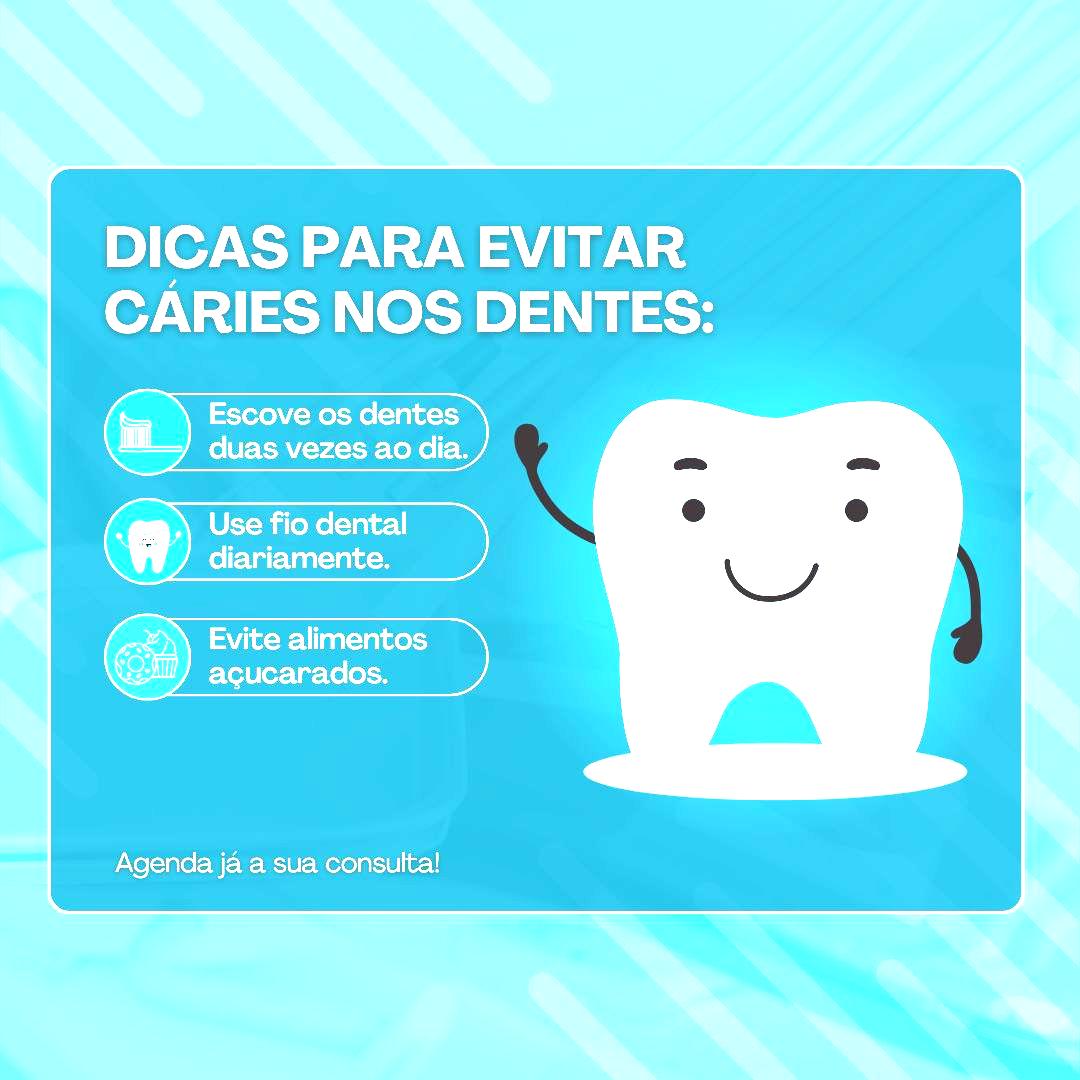 DICAS PARA EVITAR
CÁRIES NOS DENTES:
Escove os dentes
duas vezes ao dia.
Use fio dental
diariamente.
Evite alimentos
açucarados.
Agenda já a sua consulta!